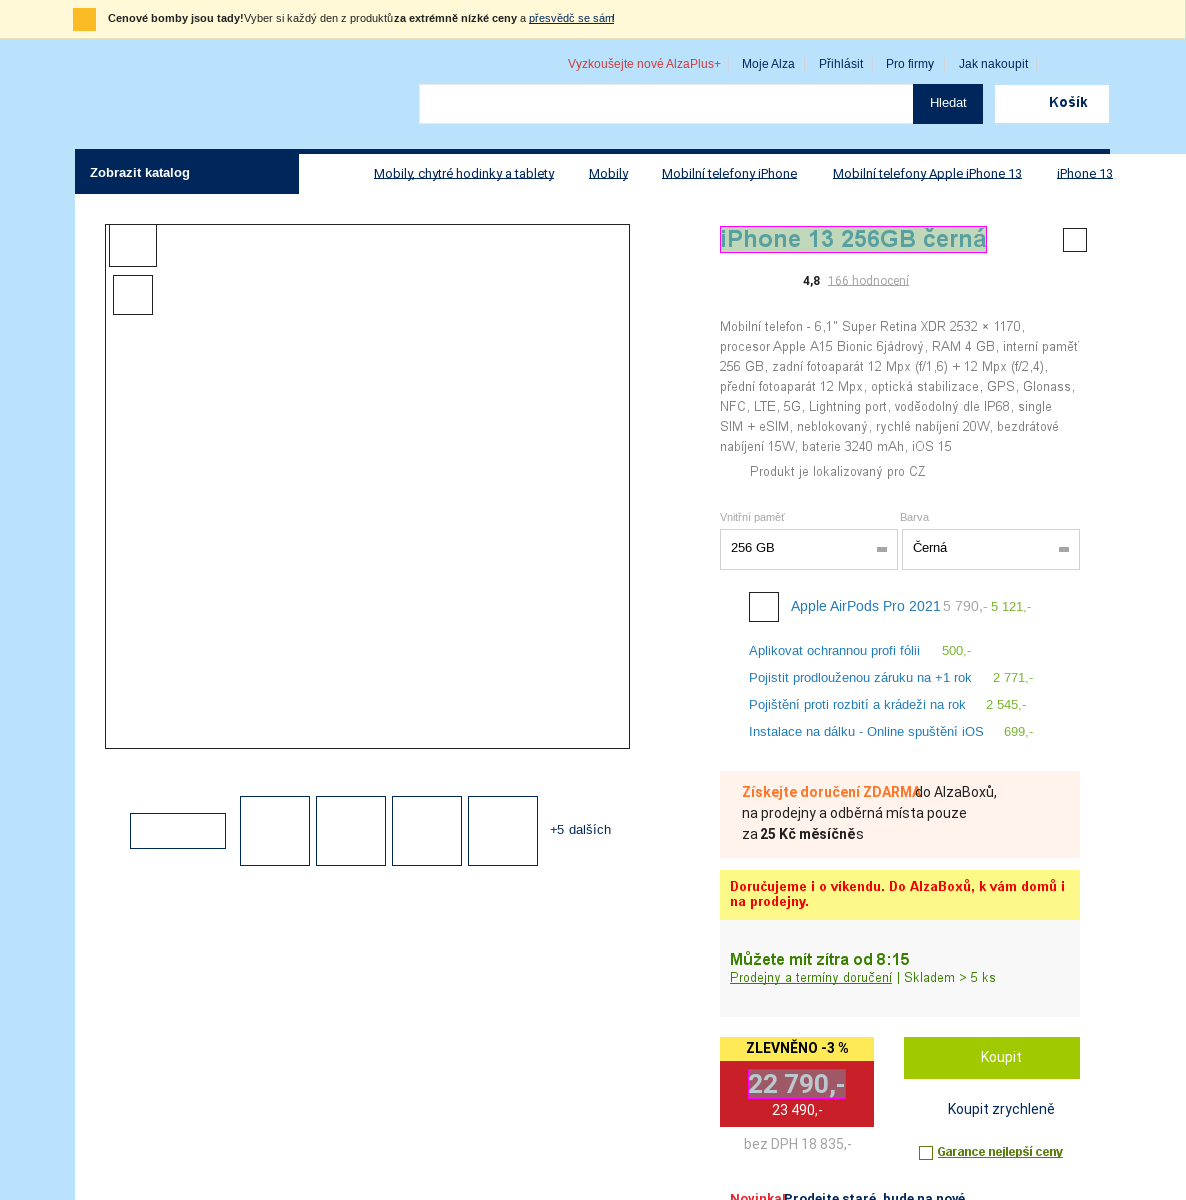 Cenové bomby jsou tady! Vyber si každý den z produktů za extrémně nízké ceny a přesvědč se sám!
Vyzkoušejte nové AlzaPlus+ Moje Alza Přihlásit Pro firmy Jak nakoupit
Hledat Košík
Zobrazit katalog Mobily, chytré hodinky a tablety Mobily Mobilní telefony iPhone Mobilní telefony Apple iPhone 13 iPhone 13
iPhone 13 256GB černá
4,8 166 hodnocení
Mobilní telefon - 6,1" Super Retina XDR 2532 × 1170,
procesor Apple A15 Bionic 6jádrový, RAM 4 GB, interní paměť
256 GB, zadní fotoaparát 12 Mpx (f/1,6) + 12 Mpx (f/2,4),
přední fotoaparát 12 Mpx, optická stabilizace, GPS, Glonass,
NFC, LTE, 5G, Lightning port, voděodolný dle IP68, single
SIM + eSIM, neblokovaný, rychlé nabíjení 20W, bezdrátové
nabíjení 15W, baterie 3240 mAh, iOS 15
Produkt je lokalizovaný pro CZ
Vnitřní paměť Barva
256 GB Černá
Apple AirPods Pro 2021 5 790,- 5 121,-
Aplikovat ochrannou profi fólii 500,-
Pojistit prodlouženou záruku na +1 rok 2 771,-
Pojištění proti rozbití a krádeži na rok 2 545,-
Instalace na dálku - Online spuštění iOS 699,-
+5 dalších
Získejte doručení ZDARMA do AlzaBoxů,
na prodejny a odběrná místa pouze
za 25 Kč měsíčně s
Doručujeme i o víkendu. Do AlzaBoxů, k vám domů i
na prodejny.
Můžete mít zítra od 8:15
Prodejny a termíny doručení | Skladem > 5 ks
ZLEVNĚNO -3 %
22 790,-
23 490,-
bez DPH 18 835,-
Koupit
Koupit zrychleně
Garance nejlepší ceny
Novinka! Prodejte staré, bude na nové